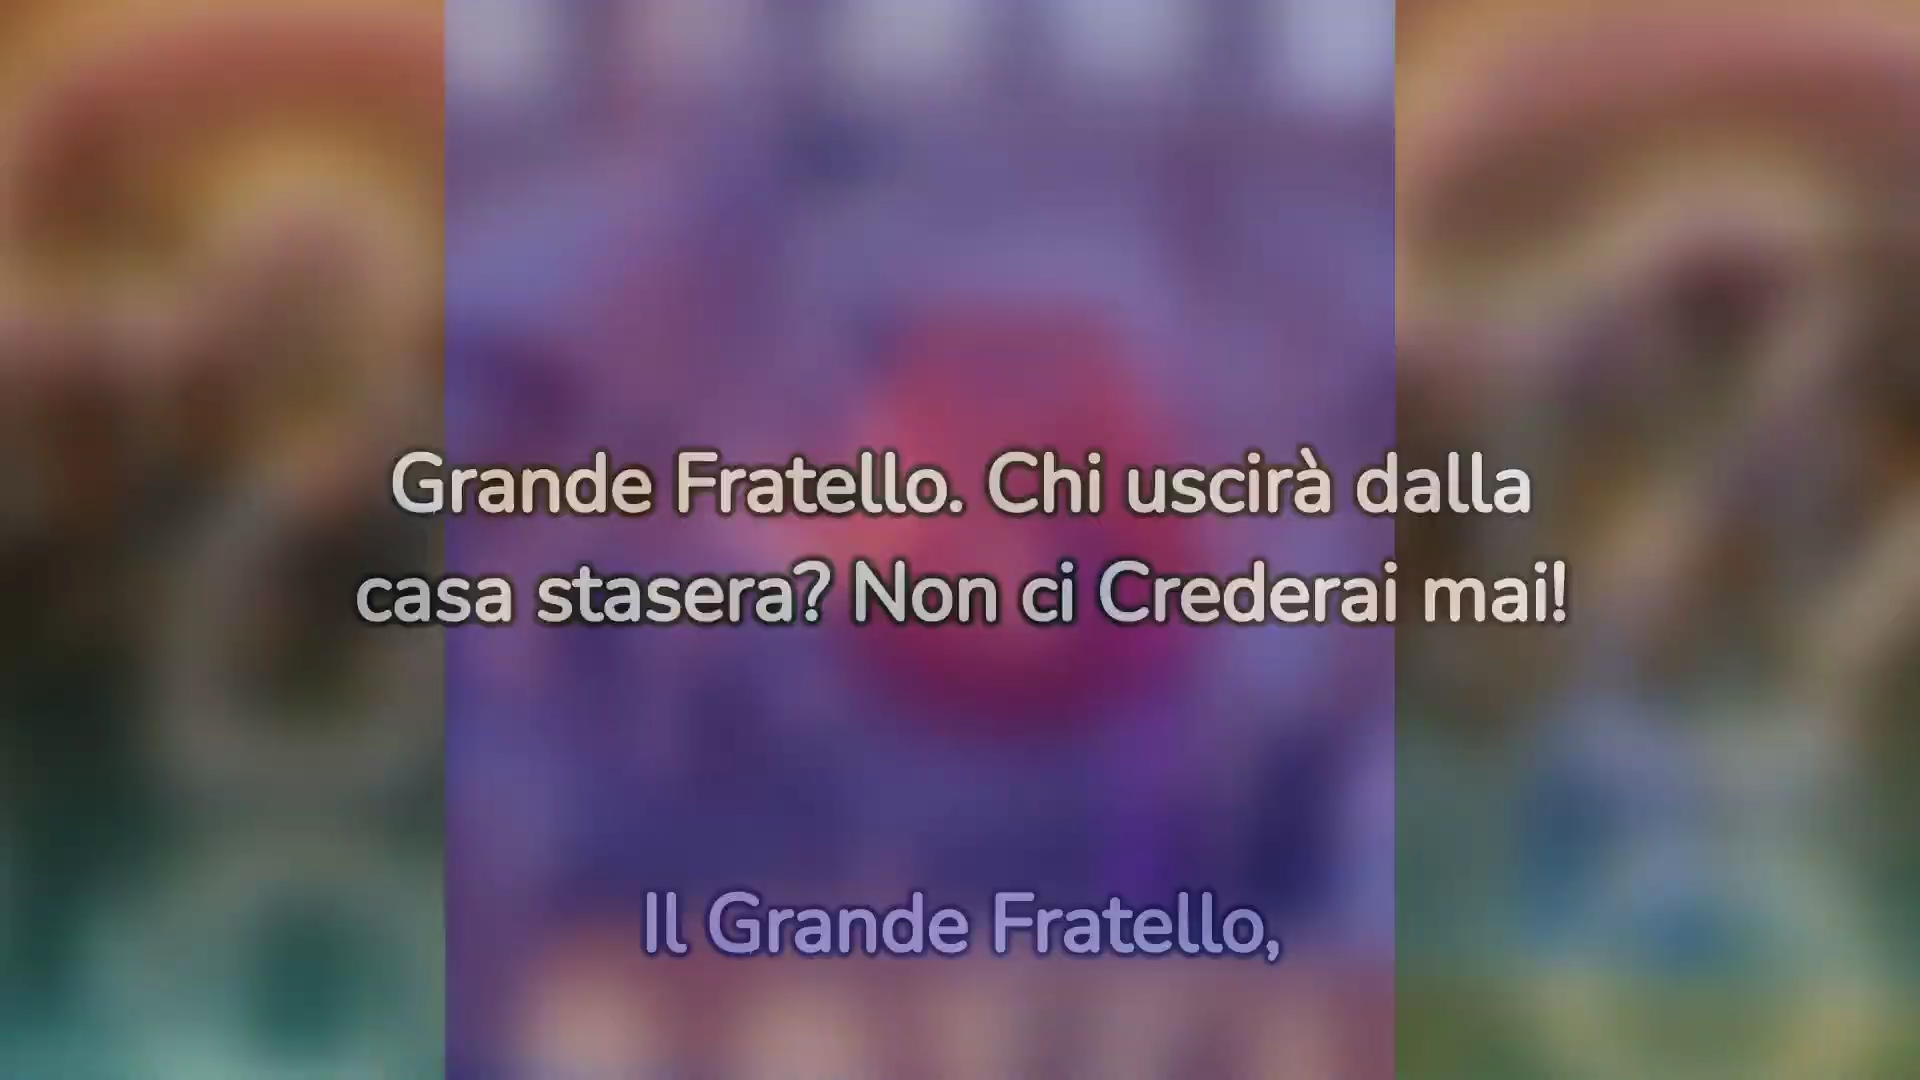 Grande Fratello. Chi uscirà dalla
casa stasera? Non ci Crederai mai!
Il Grande Fratello,